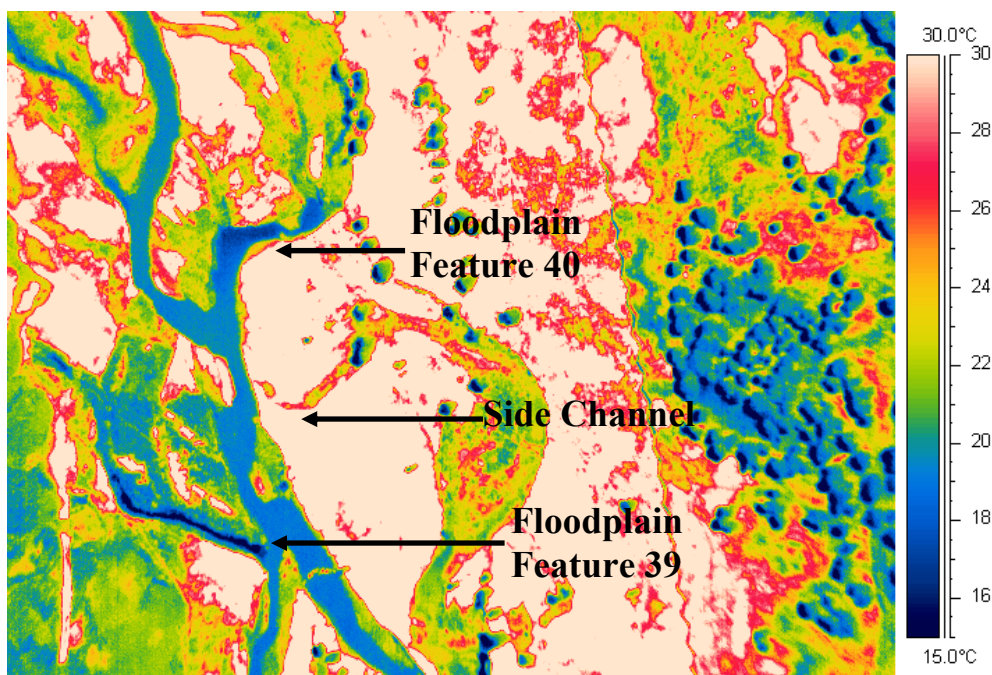 30.0°C
30
28
Floodplain
Feature 40
26
24
22
Side Channel
20
Floodplain
Feature 39
18
16
15.0°C